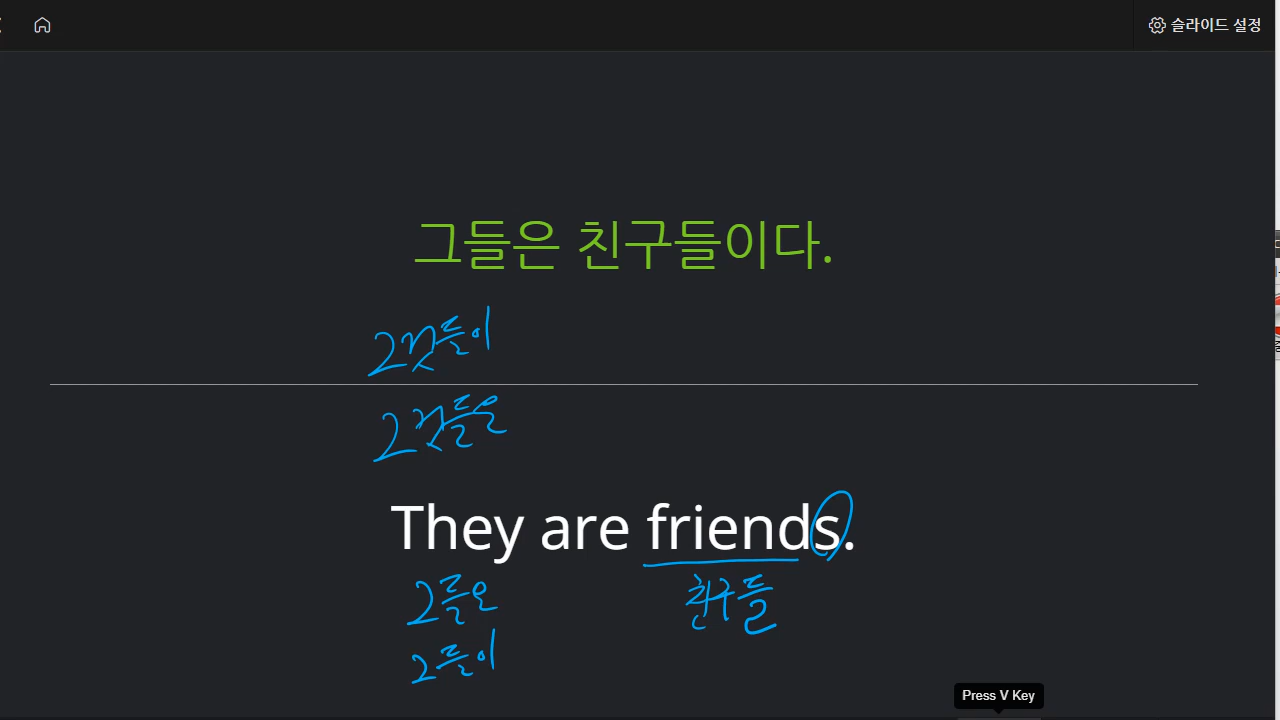 슬라이드 설정
그들은 친구들이다.
그것들이
그것들은
They are friends.
그들은
친구들
그들이
Press V Key